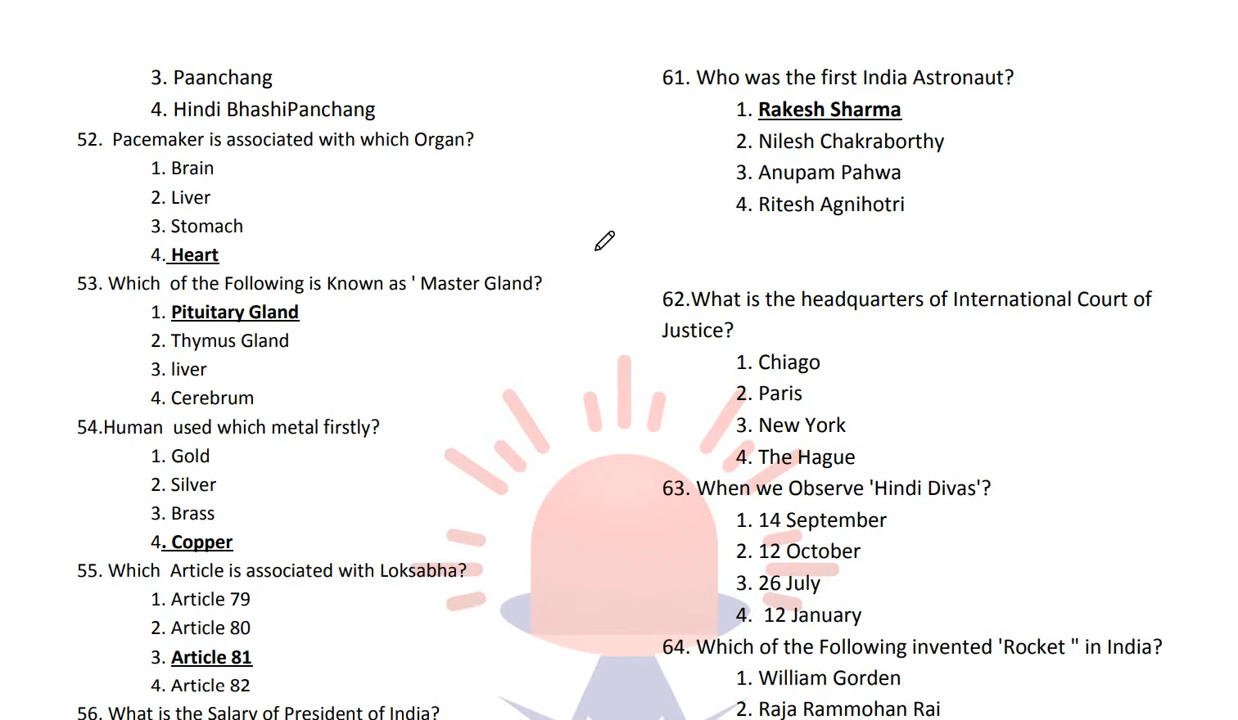 3. Paanchang
4. Hindi BhashiPanchang
52. Pacemaker is associated with which Organ?
1. Brain
2. Liver
3. Stomach
4. Heart
53. Which of the Following is Known as ' Master Gland?
1. Pituitary Gland
2. Thymus Gland
3. liver
4. Cerebrum
54.Human used which metal firstly?
1. Gold
2. Silver
3. Brass
4. Copper
55. Which Article is associated with Loksabha?
1. Article 79
2. Article 80
3. Article 81
4. Article 82
56. What is the Salary of President of India?
61. Who was the first India Astronaut?
1. Rakesh Sharma
2. Nilesh Chakraborthy
3. Anupam Pahwa
4. Ritesh Agnihotri
62.What is the headquarters of International Court of
Justice?
1. Chiago
2. Paris
3. New York
4. The Hague
63. When we Observe 'Hindi Divas'?
1. 14 September
2. 12 October
3. 26 July
4. 12 January
64. Which of the Following invented 'Rocket " in India?
1. William Gorden
2. Raja Rammohan Rai